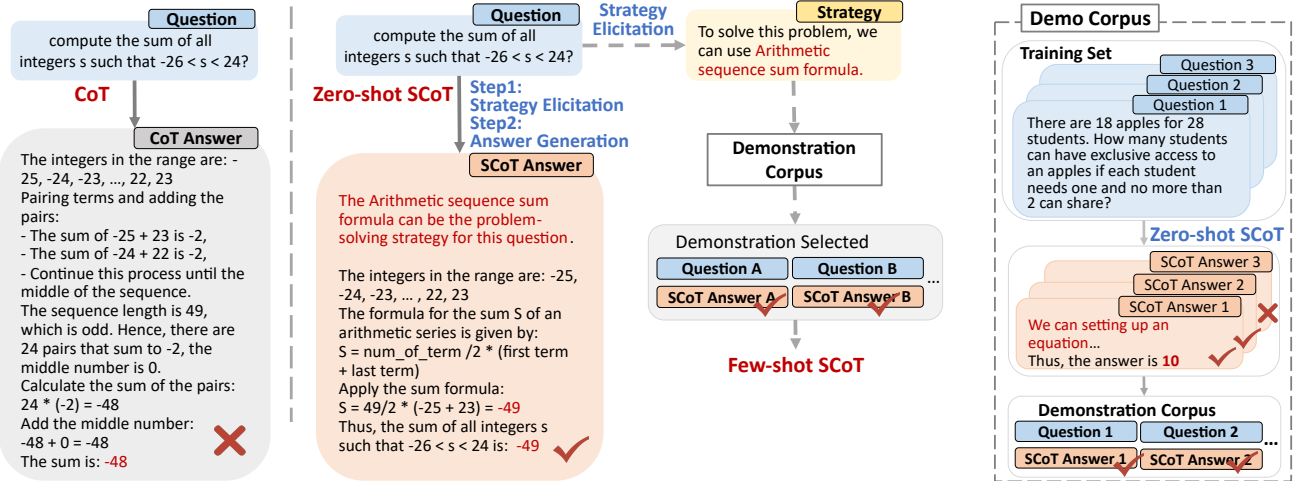 Question
compute the sum of all
integers s such that -26 < s < 24?
CoT
CoT Answer
The integers in the range are: -
25, -24, -23, ..., 22, 23
Pairing terms and adding the
pairs:
- The sum of -25 + 23 is -2,
- The sum of -24 + 22 is -2,
- Continue this process until the
middle of the sequence.
The sequence length is 49,
which is odd. Hence, there are
24 pairs that sum to -2, the
middle number is 0.
Calculate the sum of the pairs:
24 * (-2) = -48
Add the middle number:
-48 + 0 = -48
The sum is: -48
Question
compute the sum of all
integers s such that -26 < s < 24?
Zero-shot SCoT
Step1:
Strategy Elicitation
Step2:
Answer Generation
SCoT Answer
The Arithmetic sequence sum
formula can be the problem-
solving strategy for this question.
The integers in the range are: -25,
-24, -23, ... , 22, 23
The formula for the sum S of an
arithmetic series is given by:
S = num_of_term /2 * (first term
+ last term)
Apply the sum formula:
S = 49/2 * (-25 + 23) = -49
Thus, the sum of all integers s
such that -26 < s < 24 is: -49
Strategy
Elicitation
Strategy
To solve this problem, we
can use Arithmetic
sequence sum formula.
Demonstration
Corpus
Demonstration Selected
Question A
Question B
...
SCoT Answer A
SCoT Answer B
Few-shot SCoT
Demo Corpus
Training Set
Question 3
Question 2
Question 1
There are 18 apples for 28
students. How many students
can have exclusive access to
an apples if each student
needs one and no more than
2 can share?
Zero-shot SCoT
SCoT Answer 3
SCoT Answer 2
SCoT Answer 1
We can setting up an
equation...
Thus, the answer is 10
Demonstration Corpus
Question 1
Question 2
...
SCoT Answer 1
SCoT Answer 2